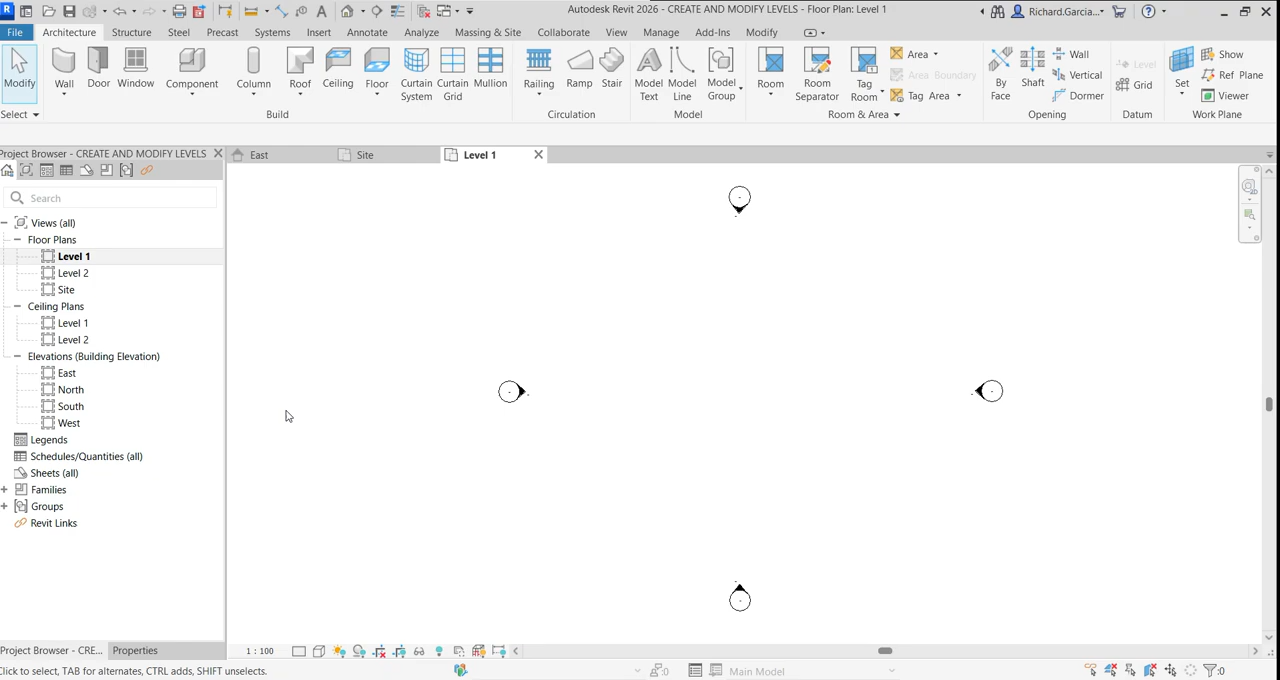 Autodesk Revit 2026 - CREATE AND MODIFY LEVELS - Floor Plan: Level 1
Richard.Garcia...
File Architecture Structure Steel Precast Systems Insert Annotate Analyze Massing & Site Collaborate View Manage Add-Ins Modify
Modify Wall Door Window Component Column Roof Ceiling Floor Curtain System Curtain Grid Mullion Railing Ramp Stair Model Text Model Line Model Group Room Room Separator Tag Room
Area
Area Boundary
Tag Area
By Face Shaft
Wall
Vertical
Dormer
Level
Grid
Set
Show
Ref Plane
Viewer
Select Build Circulation Model Room & Area Opening Datum Work Plane
Project Browser - CREATE AND MODIFY LEVELS
East Site Level 1
Search
Views (all)
Floor Plans
Level 1
Level 2
Site
Ceiling Plans
Level 1
Level 2
Elevations (Building Elevation)
East
North
South
West
Legends
Schedules/Quantities (all)
Sheets (all)
Families
Groups
Revit Links
Project Browser - CRE... Properties
1 : 100
Click to select, TAB for alternates, CTRL adds, SHIFT unselects.
:0
Main Model
:0